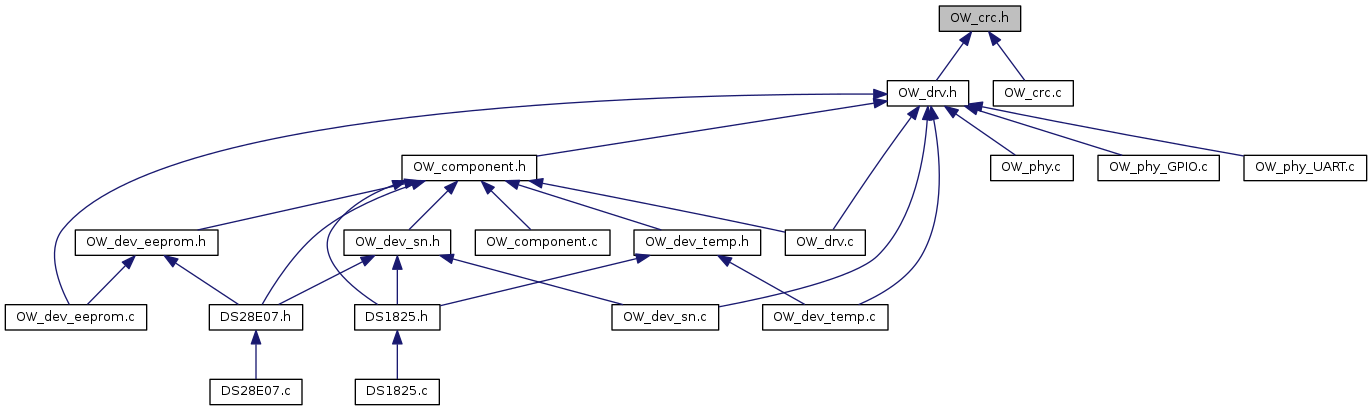 OW_crc.h
OW_drv.h
OW_crc.c
OW_component.h
OW_phy.c
OW_phy_GPIO.c
OW_phy_UART.c
OW_dev_eeprom.h
OW_dev_sn.h
OW_component.c
OW_dev_temp.h
OW_drv.c
OW_dev_eeprom.c
DS28E07.h
DS1825.h
OW_dev_sn.c
OW_dev_temp.c
DS28E07.c
DS1825.c